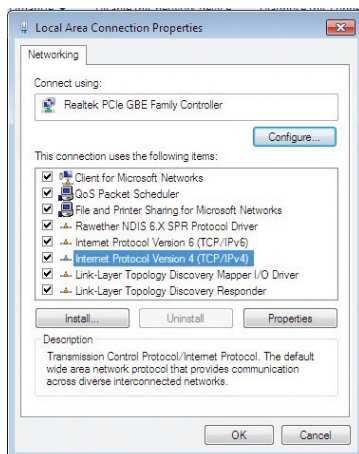 Local Area Connection Properties
Networking
Connect using:
Realtek PCIe GBE Family Controller
Configure...
This connection uses the following items:
Client for Microsoft Networks
QoS Packet Scheduler
File and Printer Sharing for Microsoft Networks
Rawether NDIS 6.X SPR Protocol Driver
Internet Protocol Version 6 (TCP/IPv6)
Internet Protocol Version 4 (TCP/IPv4)
Link-Layer Topology Discovery Mapper I/O Driver
Link-Layer Topology Discovery Responder
Install... Uninstall Properties
Description
Transmission Control Protocol/Internet Protocol. The default
wide area network protocol that provides communication
across diverse interconnected networks.
OK Cancel